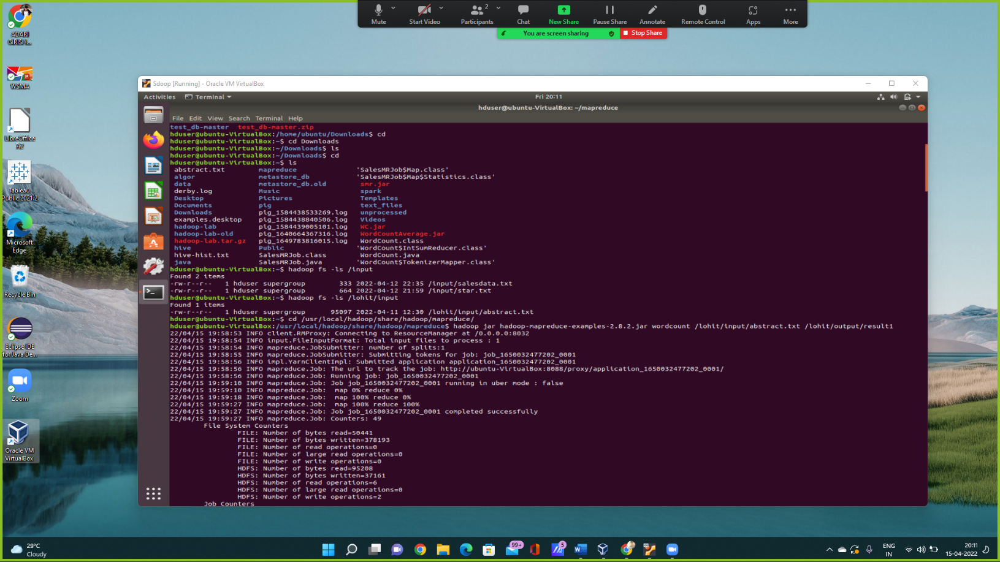 Mute
Start Video
2
Participants
Chat
New Share
Pause Share
Annotate
Remote Control
Apps
More
You are screen sharing
Stop Share
ADARI
GIRISH...
WSMA
LibreOffice
7.2
Tableau
Public 2021.2
Microsoft
Edge
Recycle Bin
Eclipse IDE
for Java De...
Zoom
Oracle VM
VirtualBox
Sdoop [Running] - Oracle VM VirtualBox
Activities Terminal
Fri 20:11
hduser@ubuntu-VirtualBox: ~/mapreduce
File Edit View Search Terminal Help
test_db-master test_db-master.zip
hduser@ubuntu-VirtualBox:/home/ubuntu/Downloads$ cd
hduser@ubuntu-VirtualBox:~$ cd Downloads
hduser@ubuntu-VirtualBox:~/Downloads$ ls
hduser@ubuntu-VirtualBox:~/Downloads$ cd
hduser@ubuntu-VirtualBox:~$ ls
abstract.txt mapreduce 'SalesMRJob$Map.class'
algor metastore_db 'SalesMRJob$Map$Statistics.class'
data metastore_db.old smr.jar
derby.log Music spark
Desktop Pictures Templates
Documents pig text_files
Downloads pig_1584438533269.log unprocessed
examples.desktop pig_1584438840506.log Videos
hadoop-lab pig_1584439005101.log WC.jar
hadoop-lab-old pig_1640664367316.log WordCountAverage.jar
hadoop-lab.tar.gz pig_1649783816015.log WordCount.class
hive Public 'WordCount$IntSumReducer.class'
hive-hist.txt SalesMRJob.class WordCount.java
java SalesMRJob.java 'WordCount$TokenizerMapper.class'
hduser@ubuntu-VirtualBox:~$ hadoop fs -ls /input
Found 2 items
-rw-r--r-- 1 hduser supergroup 333 2022-04-12 22:35 /input/salesdata.txt
-rw-r--r-- 1 hduser supergroup 664 2022-04-12 21:59 /input/star.txt
hduser@ubuntu-VirtualBox:~$ hadoop fs -ls /lohit/input
Found 1 items
-rw-r--r-- 1 hduser supergroup 95097 2022-04-11 12:30 /lohit/input/abstract.txt
hduser@ubuntu-VirtualBox:~$ cd /usr/local/hadoop/share/hadoop/mapreduce/
hduser@ubuntu-VirtualBox:/usr/local/hadoop/share/hadoop/mapreduce$ hadoop jar hadoop-mapreduce-examples-2.8.2.jar wordcount /lohit/input/abstract.txt /lohit/output/result1
22/04/15 19:58:53 INFO client.RMProxy: Connecting to ResourceManager at /0.0.0.0:8032
22/04/15 19:58:54 INFO input.FileInputFormat: Total input files to process : 1
22/04/15 19:58:54 INFO mapreduce.JobSubmitter: number of splits:1
22/04/15 19:58:55 INFO mapreduce.JobSubmitter: Submitting tokens for job: job_1650032477202_0001
22/04/15 19:58:56 INFO impl.YarnClientImpl: Submitted application application_1650032477202_0001
22/04/15 19:58:56 INFO mapreduce.Job: The url to track the job: http://ubuntu-VirtualBox:8088/proxy/application_1650032477202_0001/
22/04/15 19:58:56 INFO mapreduce.Job: Running job: job_1650032477202_0001
22/04/15 19:59:10 INFO mapreduce.Job: Job job_1650032477202_0001 running in uber mode : false
22/04/15 19:59:10 INFO mapreduce.Job: map 0% reduce 0%
22/04/15 19:59:18 INFO mapreduce.Job: map 100% reduce 0%
22/04/15 19:59:27 INFO mapreduce.Job: map 100% reduce 100%
22/04/15 19:59:27 INFO mapreduce.Job: Job job_1650032477202_0001 completed successfully
22/04/15 19:59:27 INFO mapreduce.Job: Counters: 49
File System Counters
FILE: Number of bytes read=50441
FILE: Number of bytes written=378193
FILE: Number of read operations=0
FILE: Number of large read operations=0
FILE: Number of write operations=0
HDFS: Number of bytes read=95208
HDFS: Number of bytes written=37161
HDFS: Number of read operations=6
HDFS: Number of large read operations=0
HDFS: Number of write operations=2
Job Counters
29°C
Cloudy
99+
5
ENG
IN
20:11
15-04-2022